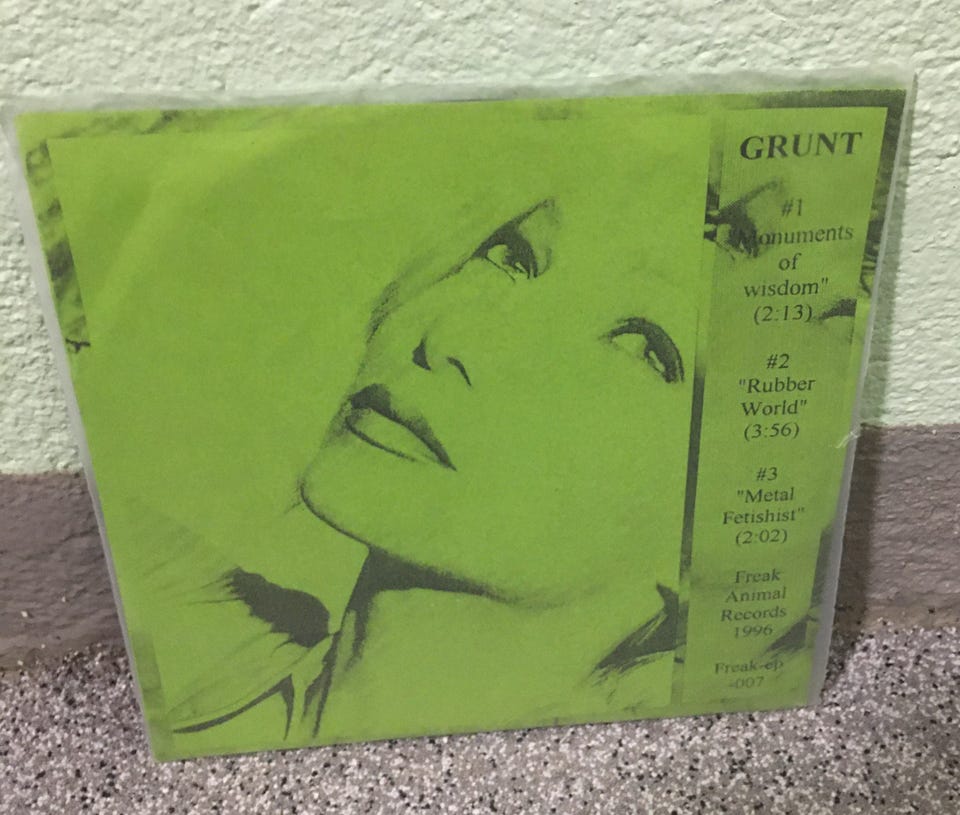 GRUNT
#1
"Monuments
of
wisdom"
(2:13)
#2
"Rubber
World"
(3:56)
#3
"Metal
Fetishist"
(2:02)
Freak
Animal
Records
1996
Freak-ep
-007